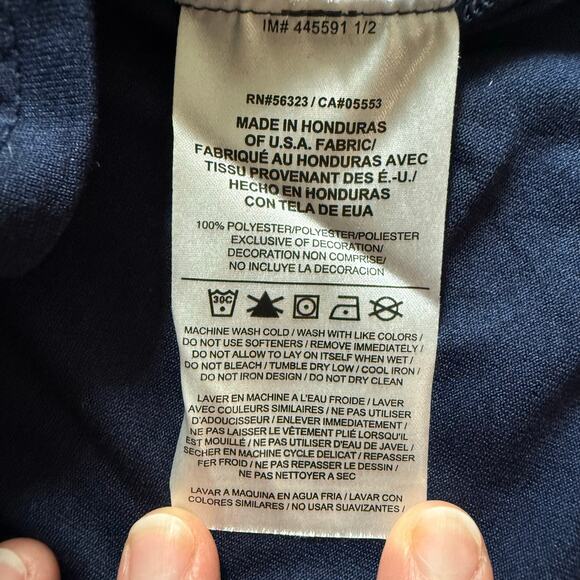 IM# 445591 1/2
RN#56323 / CA#05553
MADE IN HONDURAS
OF U.S.A. FABRIC/
FABRIQUÉ AU HONDURAS AVEC
TISSU PROVENANT DES É.-U./
HECHO EN HONDURAS
CON TELA DE EUA
100% POLYESTER/POLYESTER/POLIESTER
EXCLUSIVE OF DECORATION/
DECORATION NON COMPRISE/
NO INCLUYE LA DECORACION
30C
MACHINE WASH COLD / WASH WITH LIKE COLORS /
DO NOT USE SOFTENERS / REMOVE IMMEDIATELY /
DO NOT ALLOW TO LAY ON ITSELF WHEN WET /
DO NOT BLEACH / TUMBLE DRY LOW / COOL IRON /
DO NOT IRON DESIGN / DO NOT DRY CLEAN
LAVER EN MACHINE A L'EAU FROIDE / LAVER
AVEC COULEURS SIMILAIRES / NE PAS UTILISER
D'ADOUCISSEUR / ENLEVER IMMEDIATEMENT /
NE PAS LAISSER LE VÊTEMENT PLIÉ LORSQU'IL
EST MOUILLÉ / NE PAS UTILISER D'EAU DE JAVEL /
SECHER EN MACHINE CYCLE DELICAT / REPASSER
FER FROID / NE PAS REPASSER LE DESSIN /
NE PAS NETTOYER A SEC
LAVAR A MAQUINA EN AGUA FRIA / LAVAR CON
COLORES SIMILARES / NO USAR SUAVIZANTES /